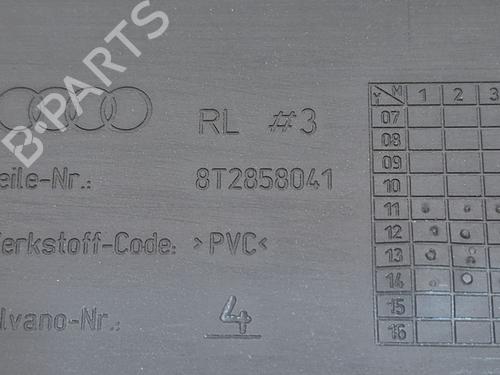 B-PARTS
RL #3
eile-Nr.: 8T2858041
erkstoff-Code: >PVC<
lvano-Nr.: 4
Y M 1 2 3
07
08
09
10
11
12
13
14
15
16